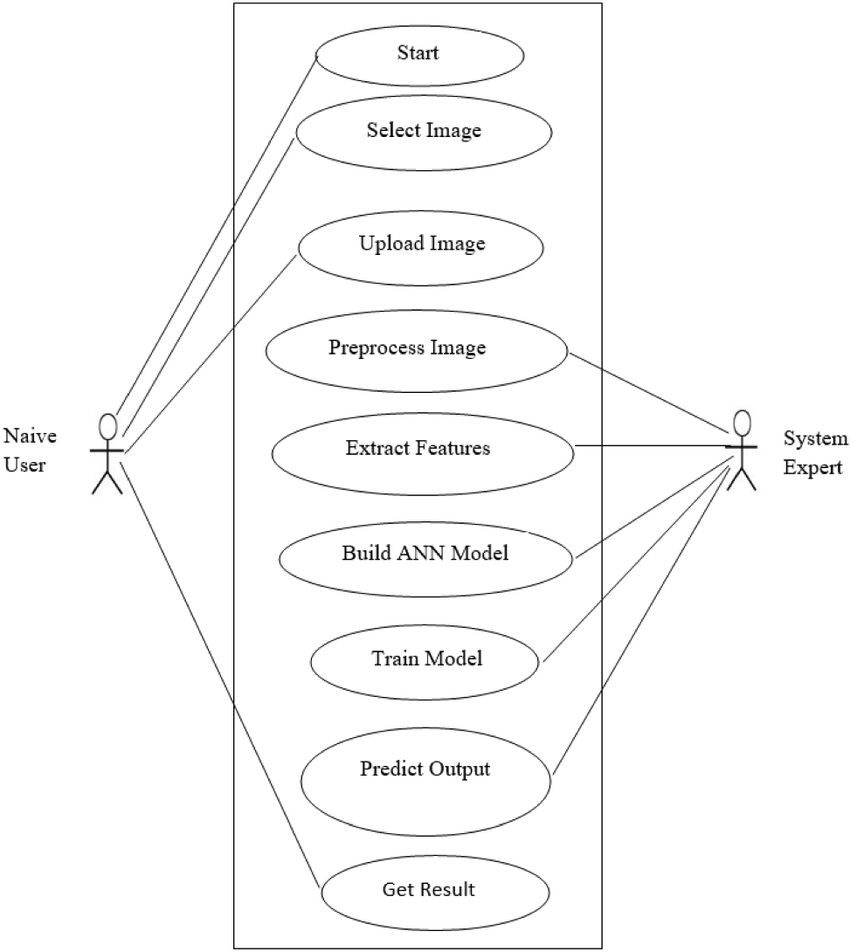 Start
Select Image
Upload Image
Preprocess Image
Naive
User
Extract Features
System
Expert
Build ANN Model
Train Model
Predict Output
Get Result